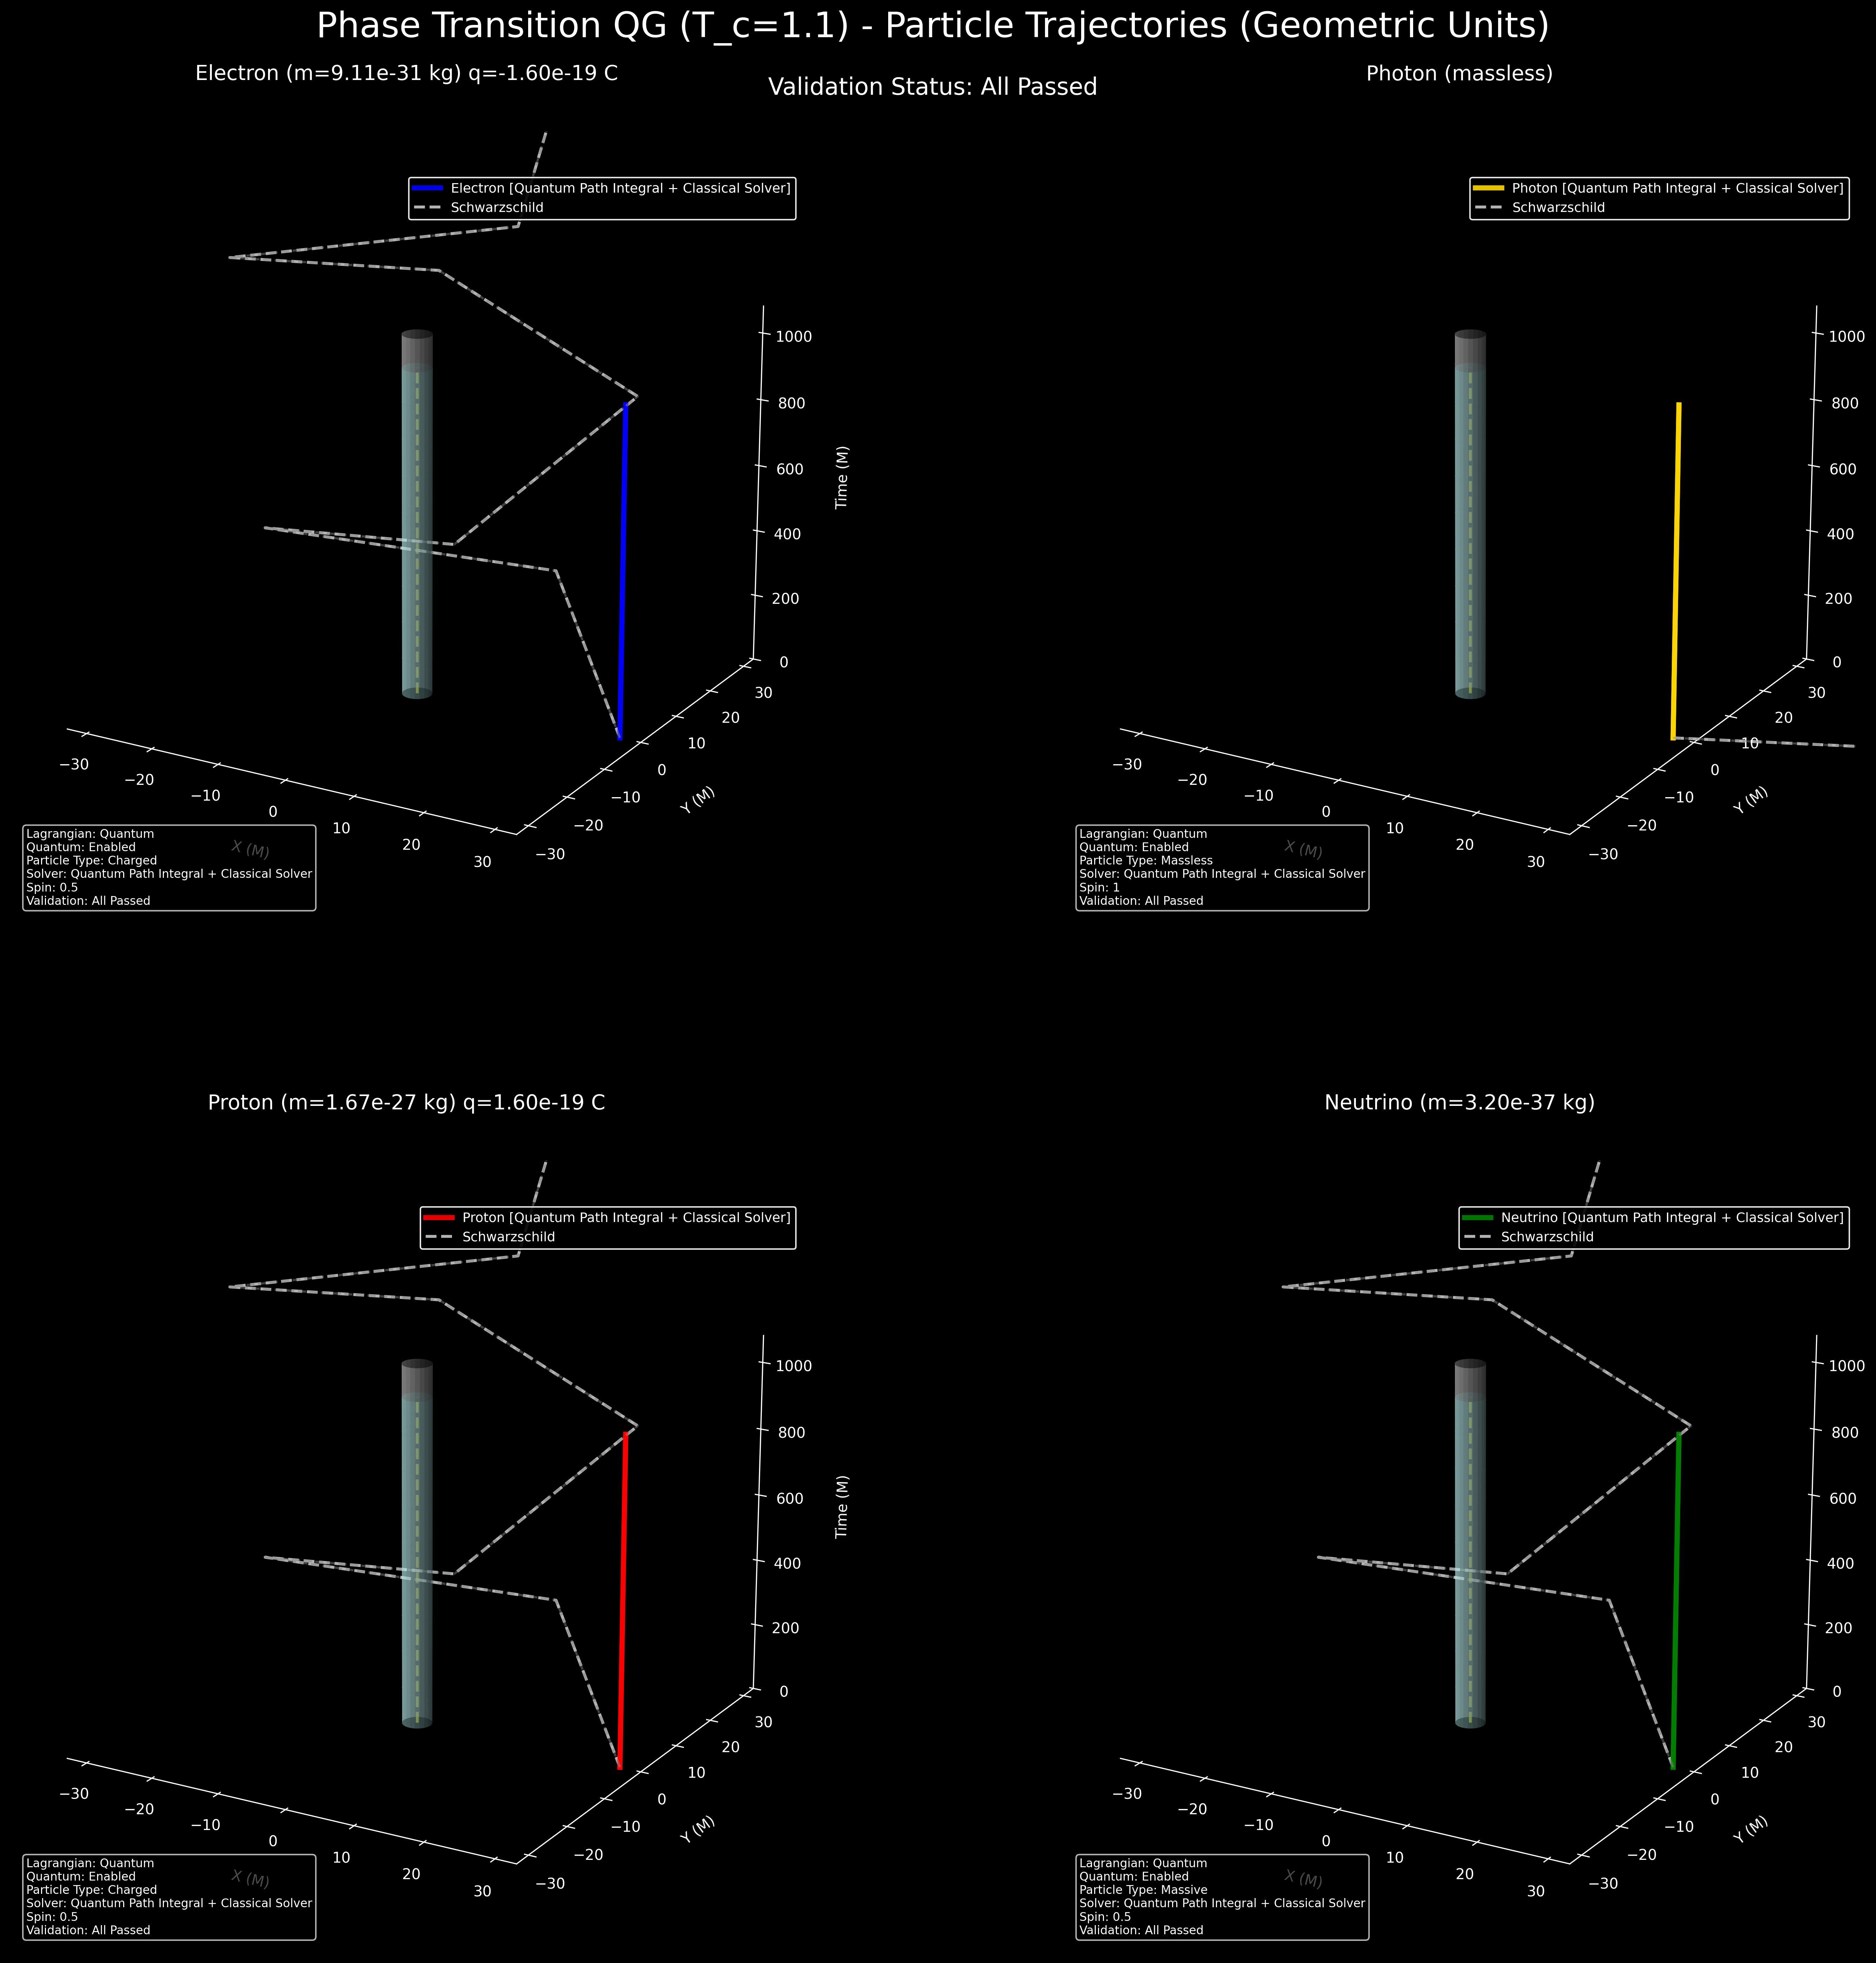 Phase Transition QG (T_c=1.1) - Particle Trajectories (Geometric Units)
Validation Status: All Passed
Electron (m=9.11e-31 kg) q=-1.60e-19 C
Electron [Quantum Path Integral + Classical Solver]
Schwarzschild
1000
800
600
400
200
0
Time (M)
30
20
10
0
−10
−20
−30
Y (M)
−30
−20
−10
0
10
20
30
X (M)
Lagrangian: Quantum
Quantum: Enabled
Particle Type: Charged
Solver: Quantum Path Integral + Classical Solver
Spin: 0.5
Validation: All Passed
Photon (massless)
Photon [Quantum Path Integral + Classical Solver]
Schwarzschild
1000
800
600
400
200
0
30
20
10
0
−10
−20
−30
Y (M)
−30
−20
−10
0
10
20
30
X (M)
Lagrangian: Quantum
Quantum: Enabled
Particle Type: Massless
Solver: Quantum Path Integral + Classical Solver
Spin: 1
Validation: All Passed
Proton (m=1.67e-27 kg) q=1.60e-19 C
Proton [Quantum Path Integral + Classical Solver]
Schwarzschild
1000
800
600
400
200
0
Time (M)
30
20
10
0
−10
−20
−30
Y (M)
−30
−20
−10
0
10
20
30
X (M)
Lagrangian: Quantum
Quantum: Enabled
Particle Type: Charged
Solver: Quantum Path Integral + Classical Solver
Spin: 0.5
Validation: All Passed
Neutrino (m=3.20e-37 kg)
Neutrino [Quantum Path Integral + Classical Solver]
Schwarzschild
1000
800
600
400
200
0
30
20
10
0
−10
−20
−30
Y (M)
−30
−20
−10
0
10
20
30
X (M)
Lagrangian: Quantum
Quantum: Enabled
Particle Type: Massive
Solver: Quantum Path Integral + Classical Solver
Spin: 0.5
Validation: All Passed